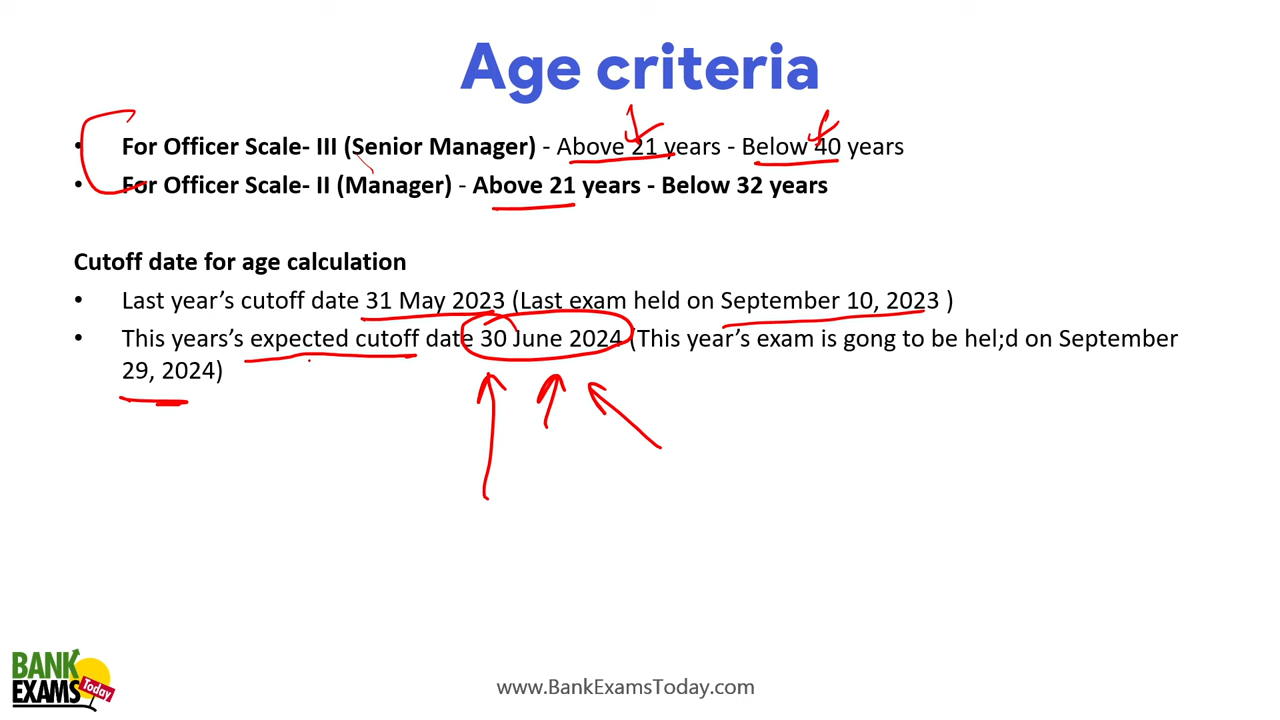 Age criteria
• For Officer Scale- III (Senior Manager) - Above 21 years - Below 40 years
• For Officer Scale- II (Manager) - Above 21 years - Below 32 years
Cutoff date for age calculation
• Last year’s cutoff date 31 May 2023 (Last exam held on September 10, 2023 )
• This years’s expected cutoff date 30 June 2024 (This year’s exam is gong to be hel;d on September
29, 2024)
BANK
EXAMS
Today
www.BankExamsToday.com